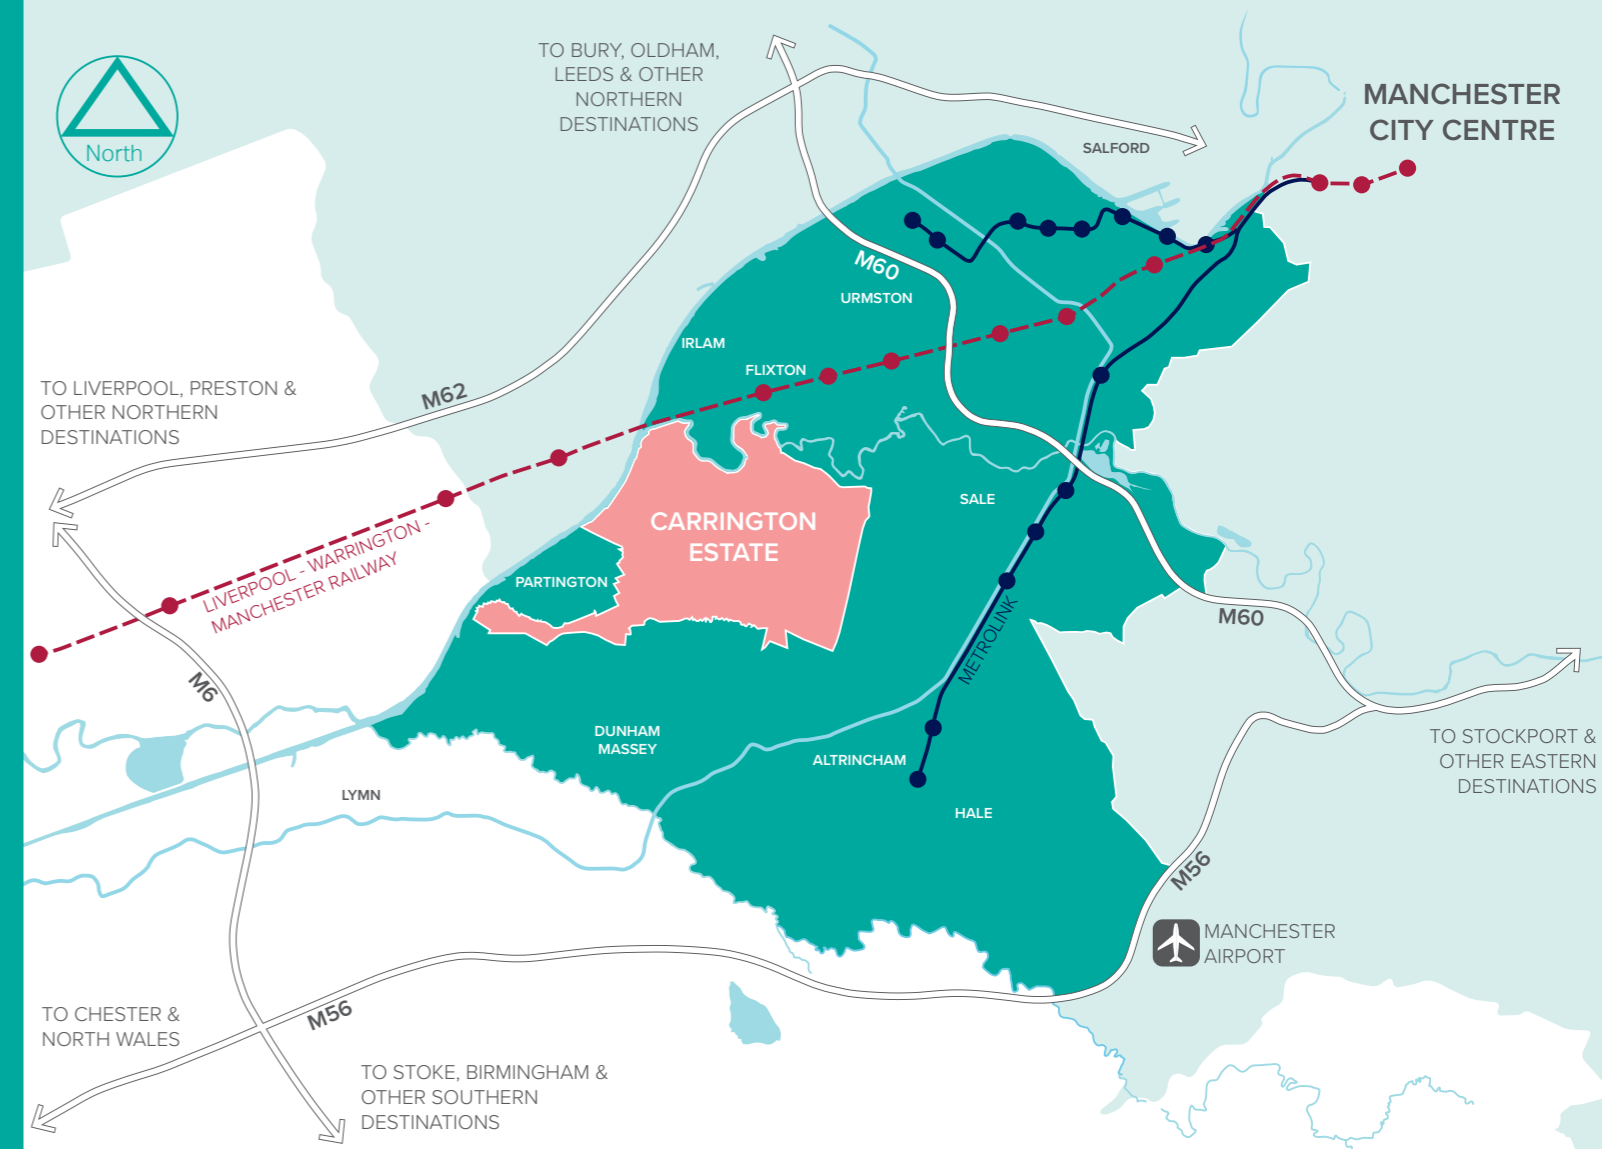 North
TO BURY, OLDHAM,
LEEDS & OTHER
NORTHERN
DESTINATIONS
MANCHESTER
CITY CENTRE
SALFORD
M60
URMSTON
IRLAM
FLIXTON
TO LIVERPOOL, PRESTON &
OTHER NORTHERN
DESTINATIONS
M62
CARRINGTON
ESTATE
SALE
LIVERPOOL - WARRINGTON -
MANCHESTER RAILWAY
PARTINGTON
METROLINK
M60
M6
DUNHAM
MASSEY
ALTRINCHAM
TO STOCKPORT &
OTHER EASTERN
DESTINATIONS
LYMN
HALE
M56
MANCHESTER
AIRPORT
TO CHESTER &
NORTH WALES
M56
TO STOKE, BIRMINGHAM &
OTHER SOUTHERN
DESTINATIONS